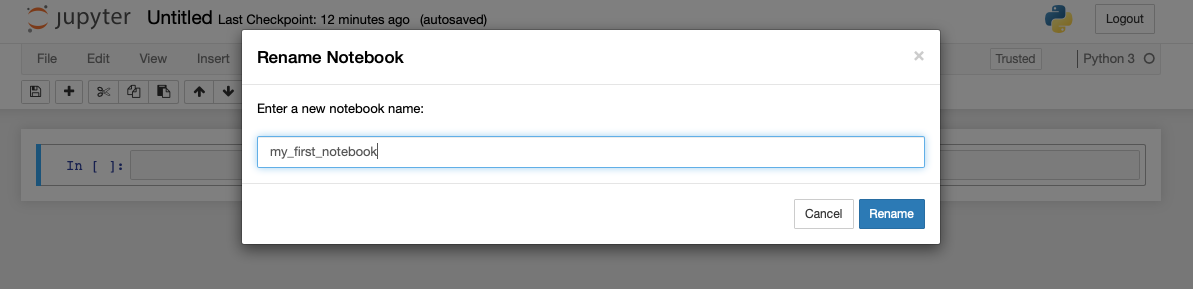 jupyter Untitled Last Checkpoint: 12 minutes ago (autosaved)
Logout
Rename Notebook
×
File Edit View Insert
Trusted
Python 3
Enter a new notebook name:
my_first_notebook
In [ ]:
Cancel
Rename